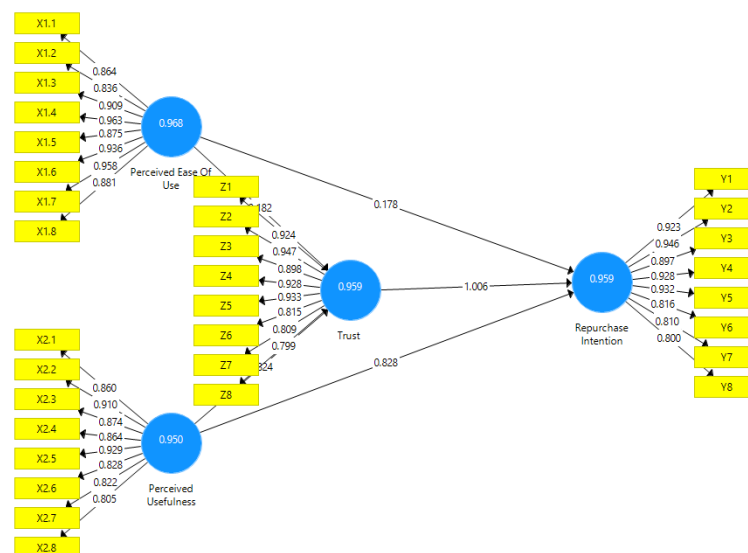 X1.1
X1.2
X1.3
X1.4
X1.5
X1.6
X1.7
X1.8
0.864
0.836
0.909
0.963
0.875
0.936
0.958
0.881
0.968
Perceived Ease Of
Use
0.178
Z1
Z2
Z3
Z4
Z5
Z6
Z7
Z8
0.924
0.947
0.898
0.928
0.933
0.815
0.809
0.799
0.959
Trust
1.006
0.828
X2.1
X2.2
X2.3
X2.4
X2.5
X2.6
X2.7
X2.8
0.860
0.910
0.874
0.864
0.929
0.828
0.822
0.805
0.950
Perceived
Usefulness
0.959
Repurchase
Intention
0.923
0.946
0.897
0.928
0.932
0.816
0.810
0.800
Y1
Y2
Y3
Y4
Y5
Y6
Y7
Y8